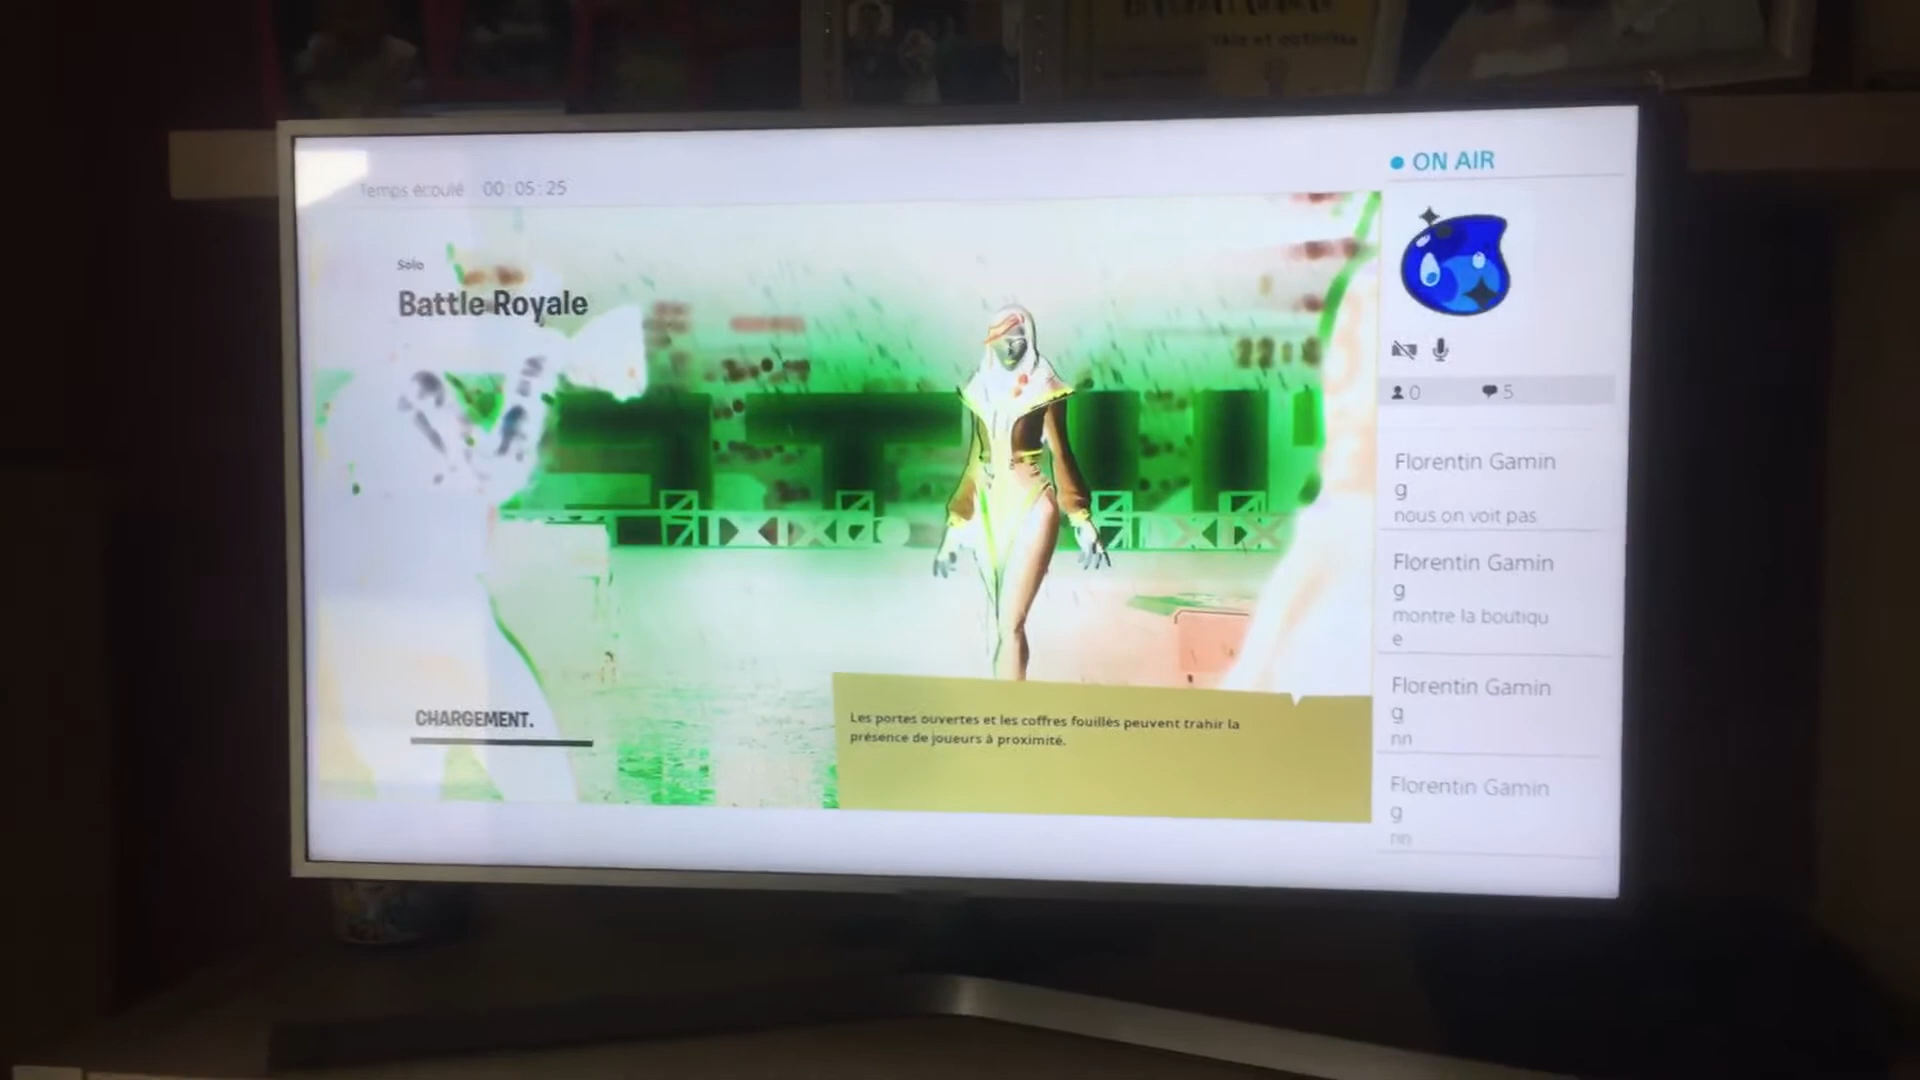 Temps écoulé 00:05:25
ON AIR
Solo
Battle Royale
0 5
Florentin Gamin
g
nous on voit pas
Florentin Gamin
g
montre la boutiqu
e
Florentin Gamin
g
nn
Florentin Gamin
g
nn
CHARGEMENT.
Les portes ouvertes et les coffres fouillés peuvent trahir la
présence de joueurs à proximité.